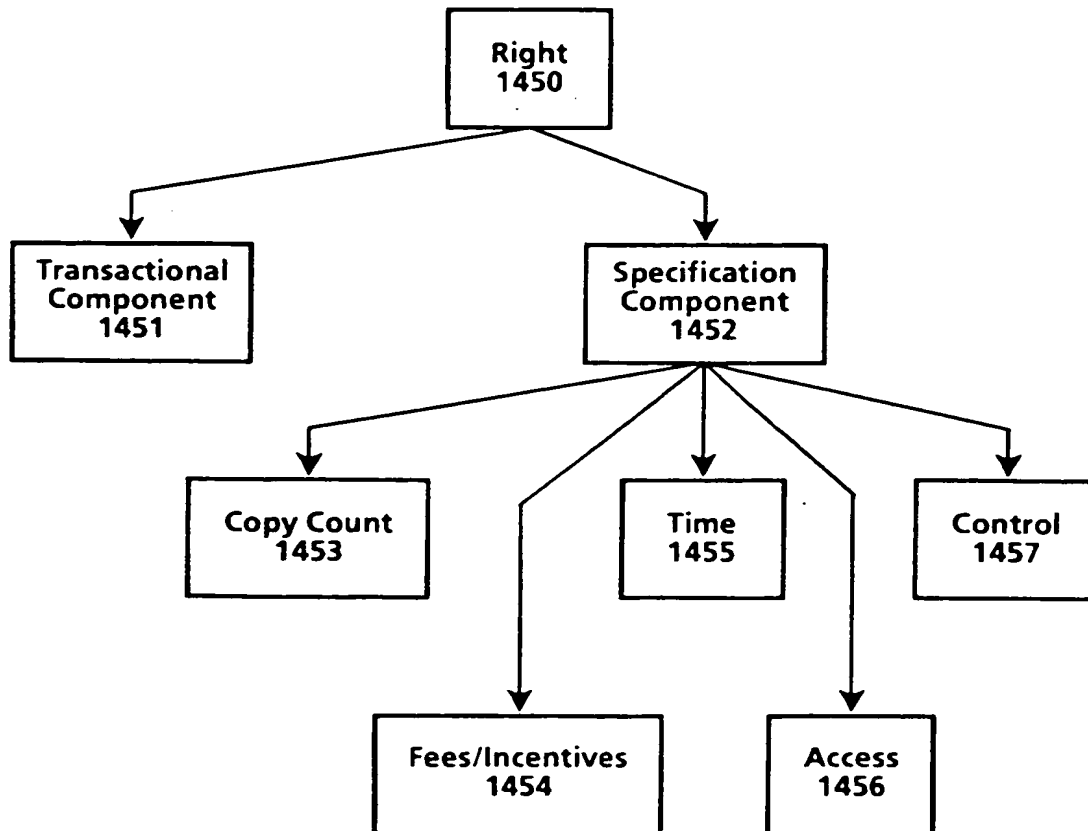 Right
1450
Transactional
Component
1451
Specification
Component
1452
Copy Count
1453
Time
1455
Control
1457
Fees/Incentives
1454
Access
1456